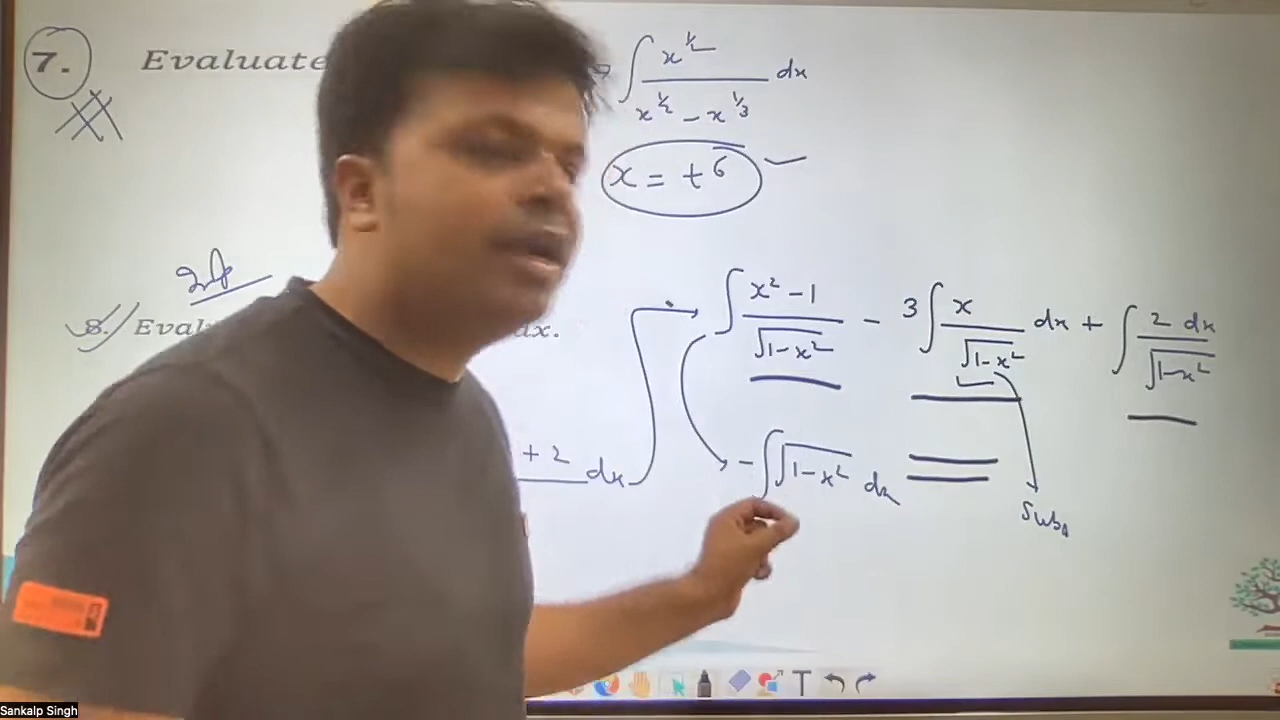 7. Evaluate
∫ x^½ / (x^½ - x^⅓) dx
x = t^6
8. Eval dx.
∫ (x² - 1) / √(1-x²) - 3 ∫ x / √(1-x²) dx + ∫ 2 dx / √(1-x²)
+ 2 dx
- ∫ √(1-x²) dx
Subs
T
Sankalp Singh